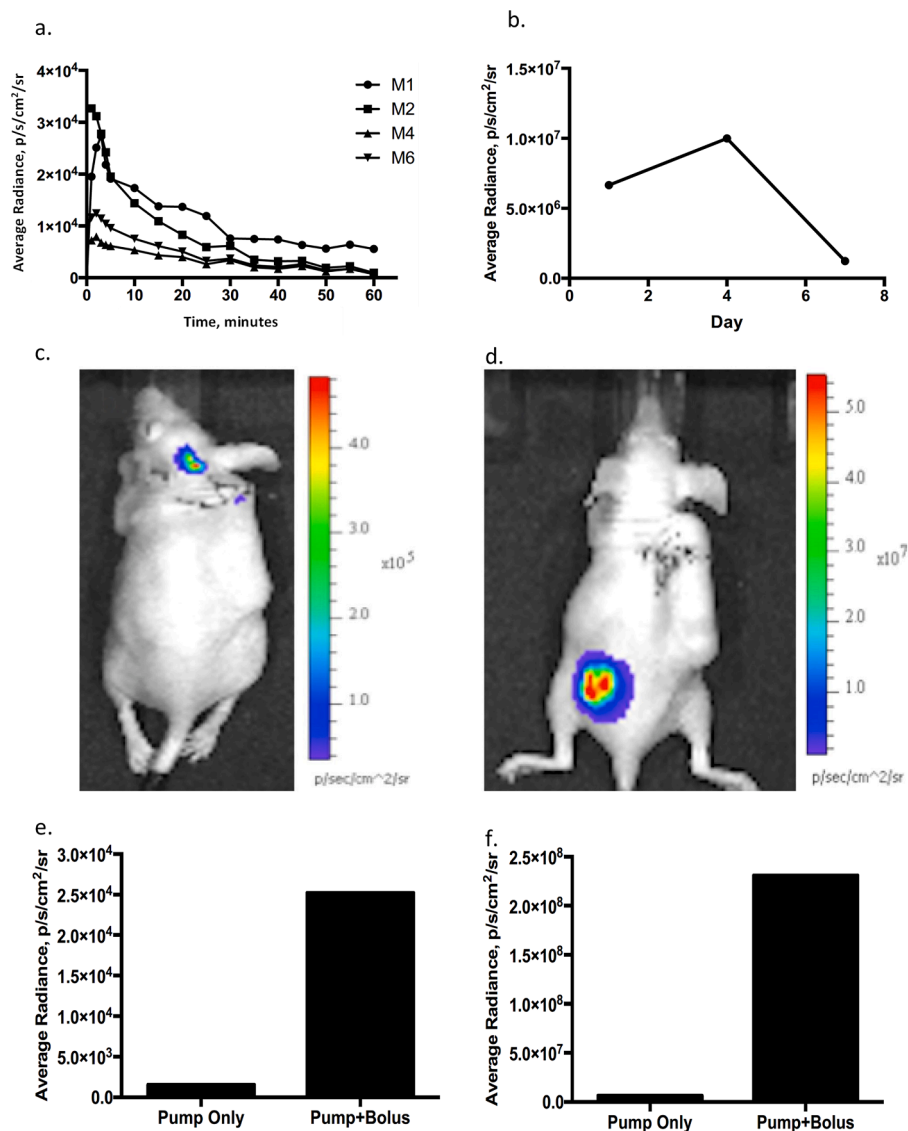 a.
Average Radiance, p/s/cm²/sr
4×10⁴
3×10⁴
2×10⁴
1×10⁴
0
0 10 20 30 40 50 60
Time, minutes
M1
M2
M4
M6
b.
Average Radiance, p/s/cm²/sr
1.5×10⁷
1.0×10⁷
5.0×10⁶
0.0
0 2 4 6 8
Day
c.
4.0
3.0
x10⁵
2.0
1.0
p/sec/cm^2/sr
d.
5.0
4.0
3.0
x10⁷
2.0
1.0
p/sec/cm^2/sr
e.
Average Radiance, p/s/cm²/sr
3.0×10⁴
2.5×10⁴
2.0×10⁴
1.5×10⁴
1.0×10⁴
5.0×10³
0.0
Pump Only Pump+Bolus
f.
Average Radiance, p/s/cm²/sr
2.5×10⁸
2.0×10⁸
1.5×10⁸
1.0×10⁸
5.0×10⁷
0.0
Pump Only Pump+Bolus